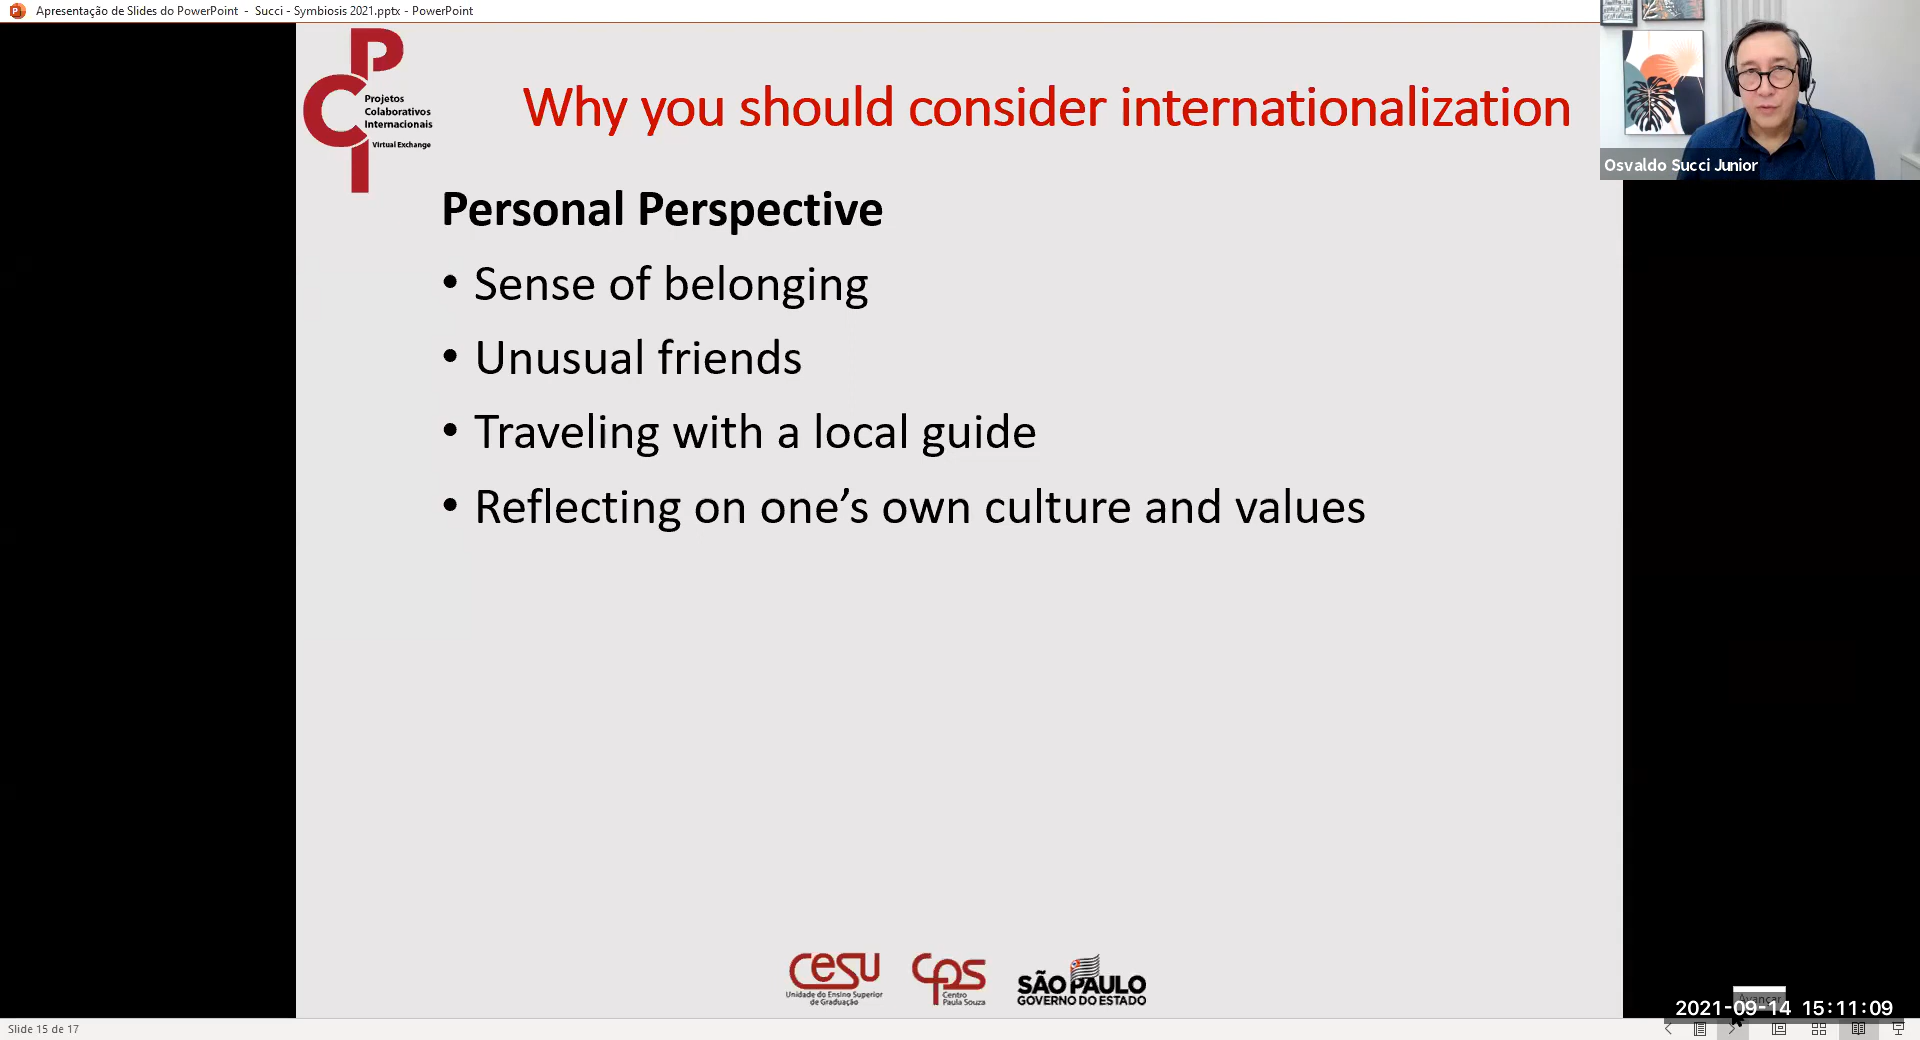 Apresentação de Slides do PowerPoint - Succi - Symbiosis 2021.pptx - PowerPoint
PCI
Projetos
Colaborativos
Internacionais
Virtual Exchange
Why you should consider internationalization
Osvaldo Succi Junior
Personal Perspective
• Sense of belonging
• Unusual friends
• Traveling with a local guide
• Reflecting on one’s own culture and values
cesu
Unidade do Ensino Superior
de Graduação
cps
Centro
Paula Souza
SÃO PAULO
GOVERNO DO ESTADO
2021-09-14 15:11:09
Slide 15 de 17